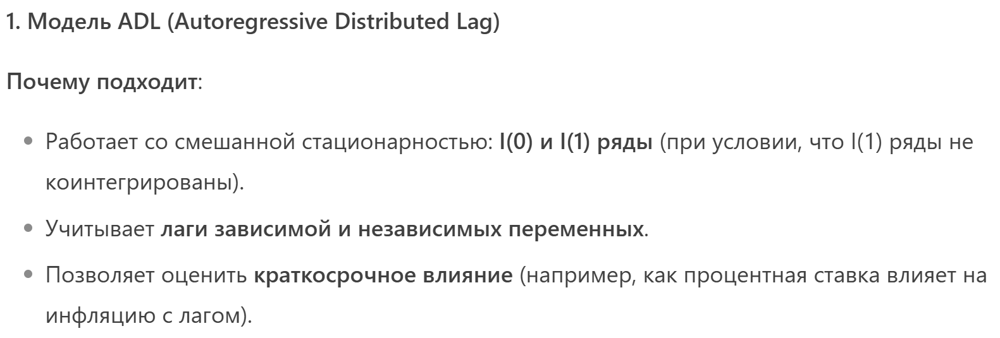 1. Модель ADL (Autoregressive Distributed Lag)
Почему подходит:
Работает со смешанной стационарностью: I(0) и I(1) ряды (при условии, что I(1) ряды не
коинтегрированы).
Учитывает лаги зависимой и независимых переменных.
Позволяет оценить краткосрочное влияние (например, как процентная ставка влияет на
инфляцию с лагом).